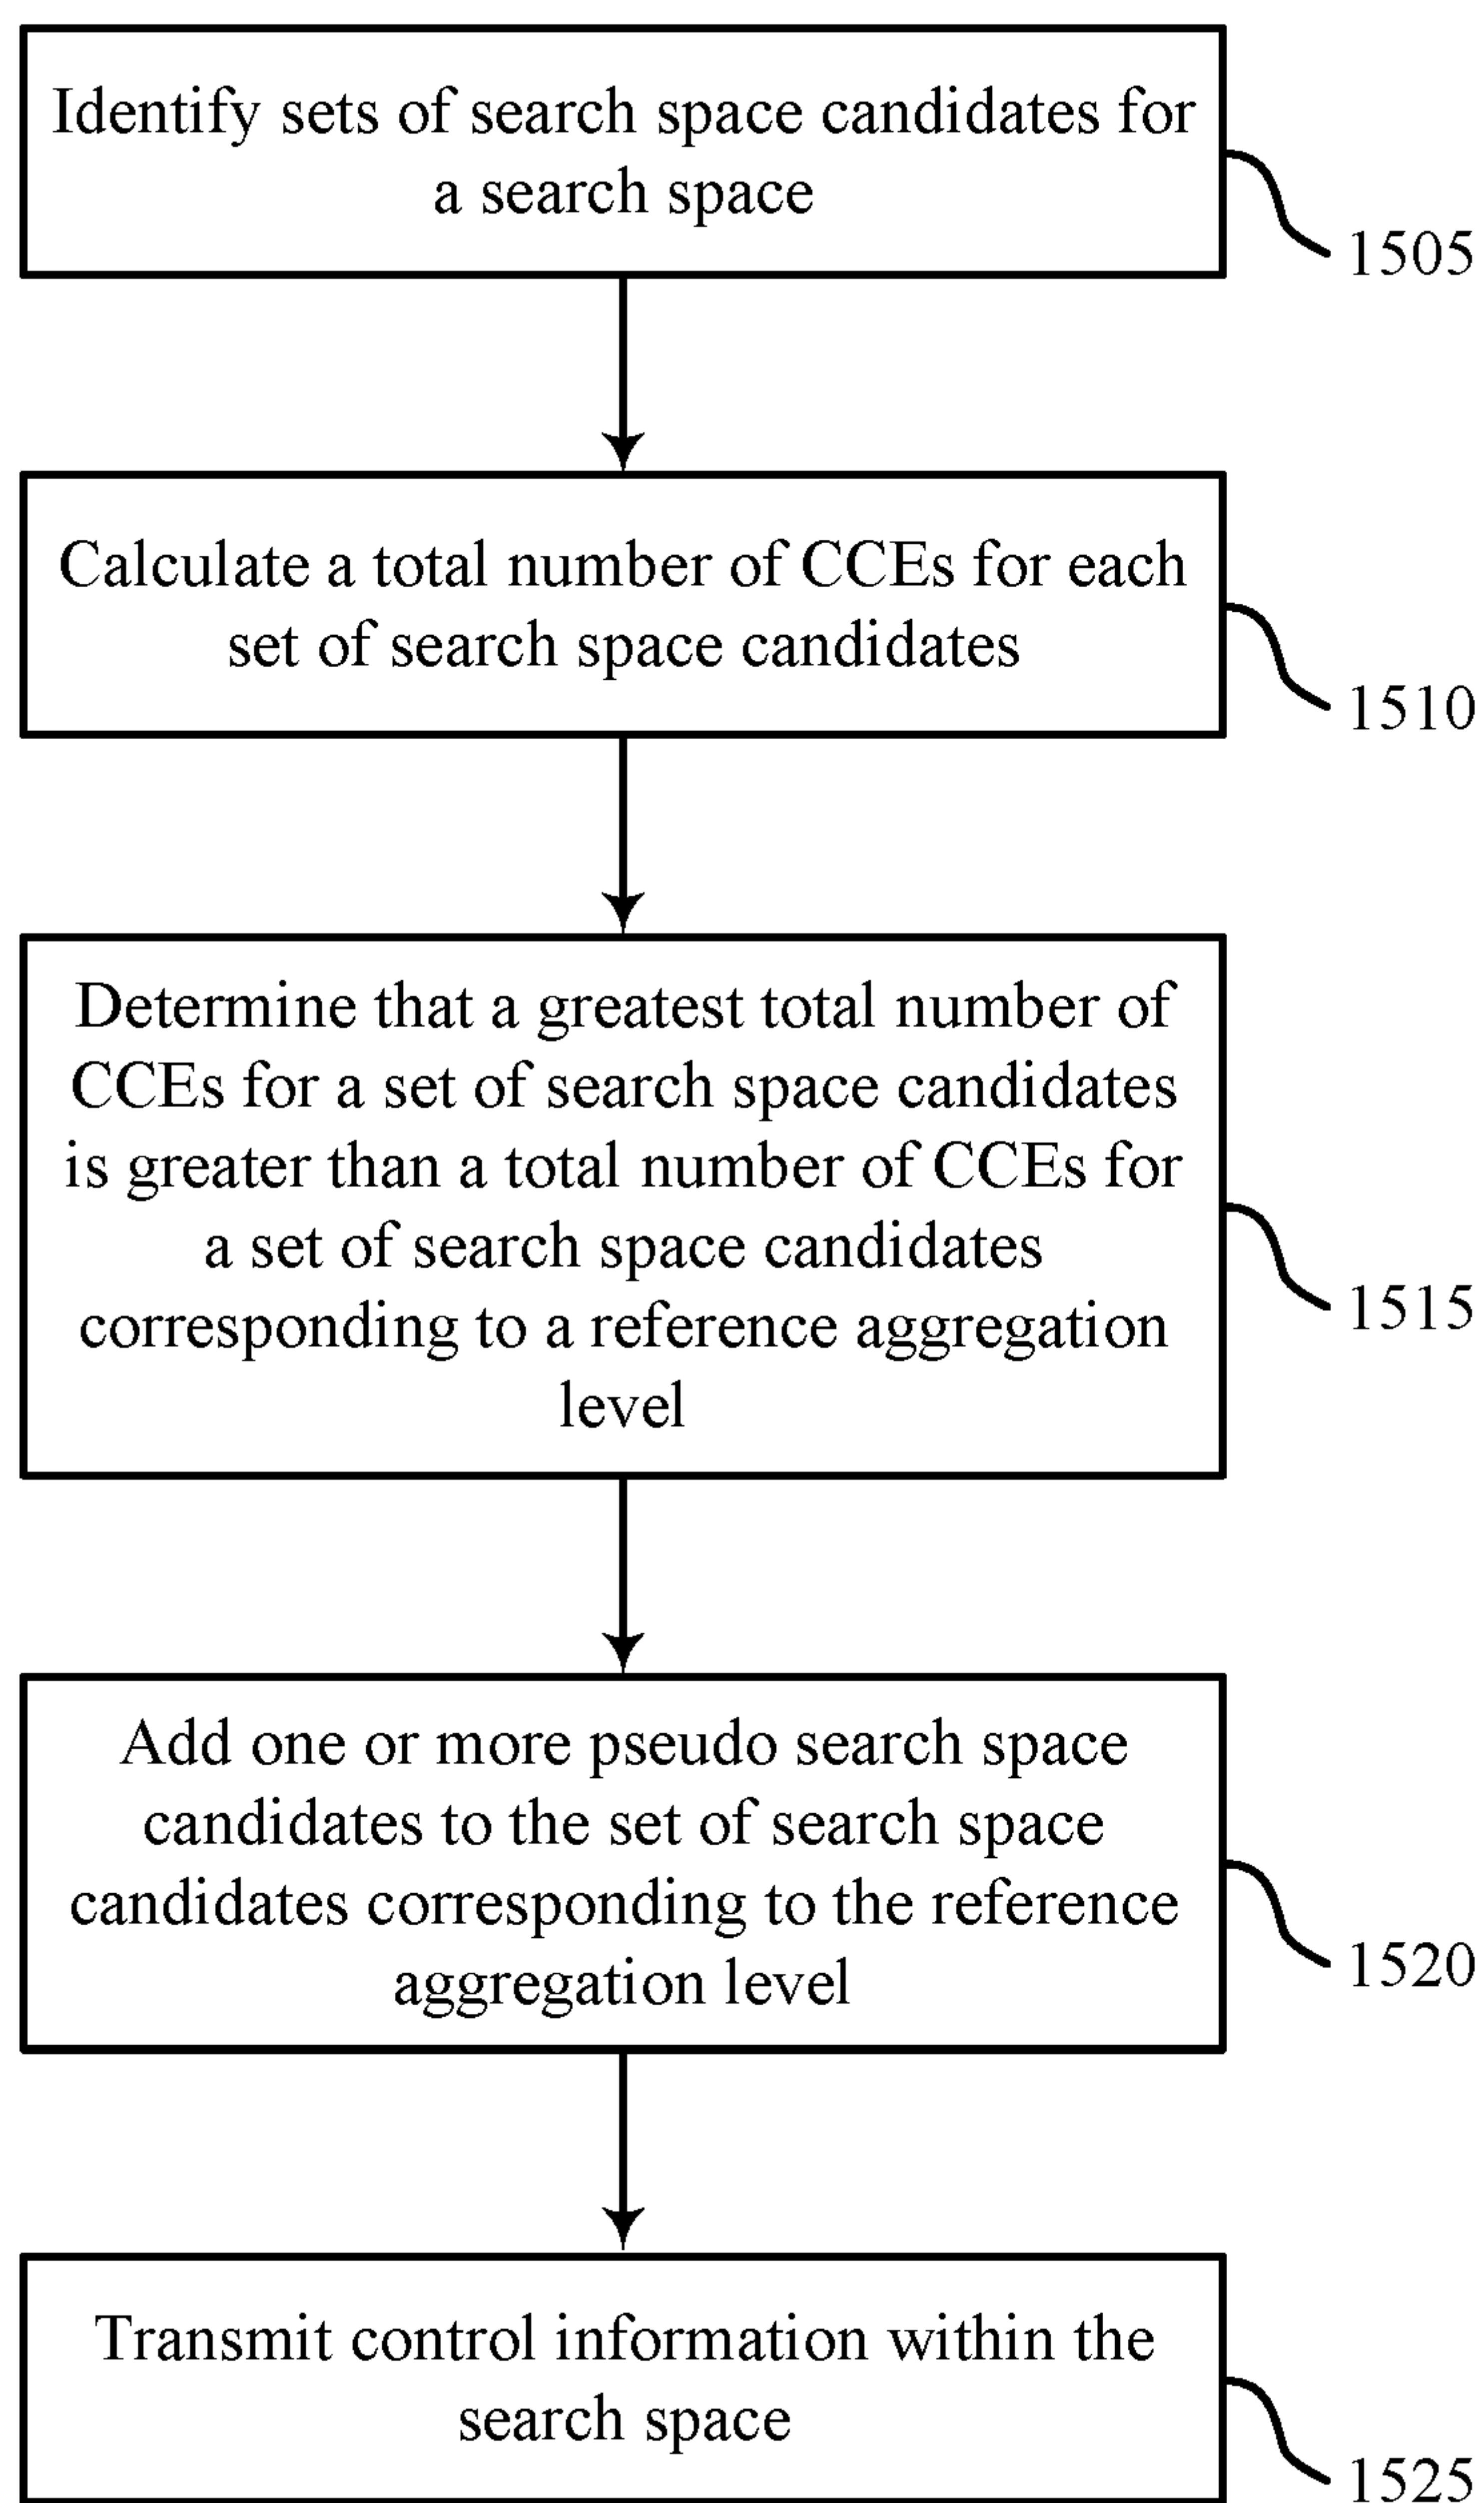 Identify sets of search space candidates for
a search space
1505
Calculate a total number of CCEs for each
set of search space candidates
1510
Determine that a greatest total number of
CCEs for a set of search space candidates
is greater than a total number of CCEs for
a set of search space candidates
corresponding to a reference aggregation
level
1515
Add one or more pseudo search space
candidates to the set of search space
candidates corresponding to the reference
aggregation level
1520
Transmit control information within the
search space
1525